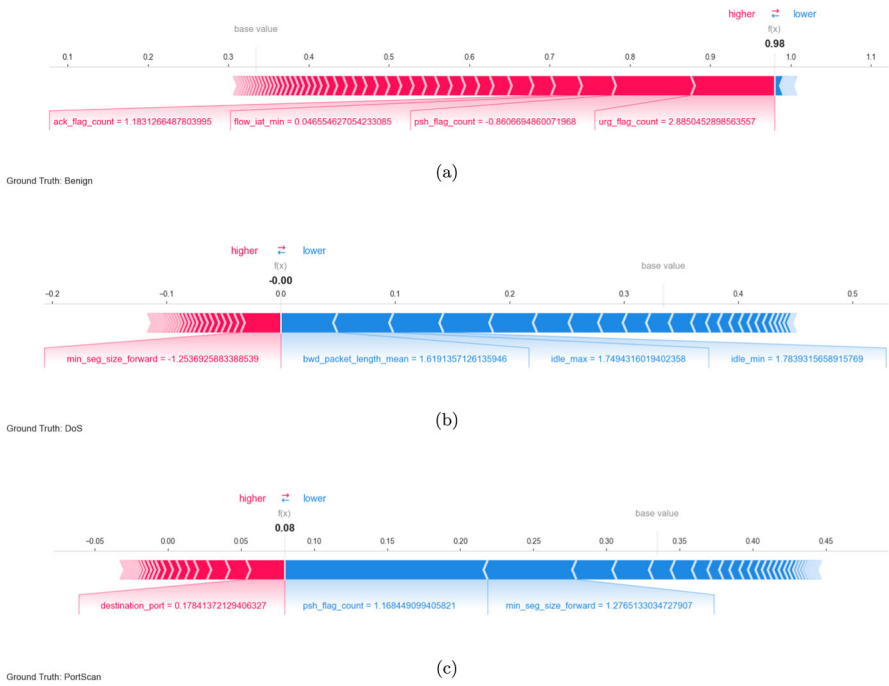 higher ⇄ lower
base value
f(x)
0.98
0.1 0.2 0.3 0.4 0.5 0.6 0.7 0.8 0.9 1.0 1.1
ack_flag_count = 1.1831266487803995 flow_iat_min = 0.046554627054233085 psh_flag_count = -0.8606694860071968 urg_flag_count = 2.8850452898563557
(a)
Ground Truth: Benign
higher ⇄ lower
f(x) base value
-0.00
−0.2 −0.1 0.0 0.1 0.2 0.3 0.4 0.5
min_seg_size_forward = -1.2536925883388539 bwd_packet_length_mean = 1.6191357126135946 idle_max = 1.7494316019402358 idle_min = 1.7839315658915769
(b)
Ground Truth: DoS
higher ⇄ lower
f(x) base value
0.08
−0.05 0.00 0.05 0.10 0.15 0.20 0.25 0.30 0.35 0.40 0.45
destination_port = 0.17841372129406327 psh_flag_count = 1.168449099405821 min_seg_size_forward = 1.2765133034727907
(c)
Ground Truth: PortScan